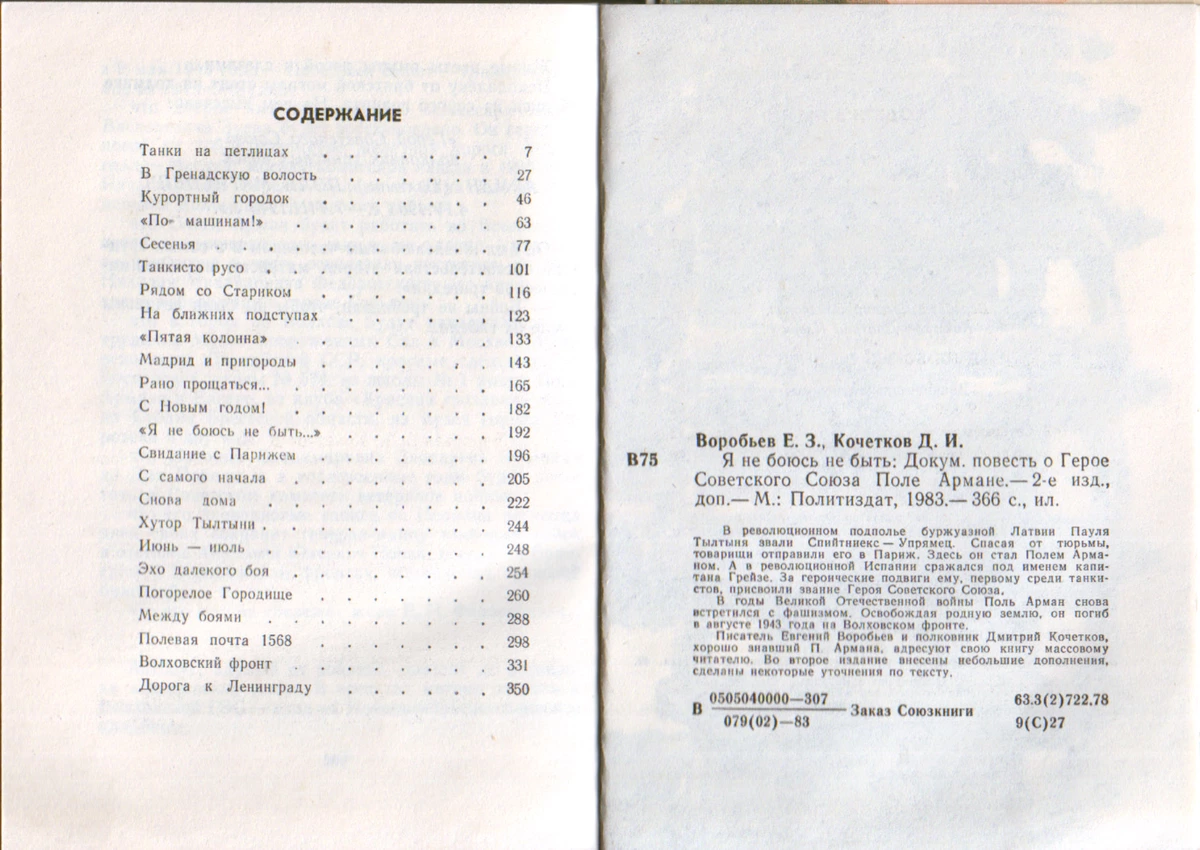 СОДЕРЖАНИЕ
Танки на петлицах . . . . . . . . 7
В Гренадскую волость . . . . . . . 27
Курортный городок . . . . . . . . 46
«По- машинам!» . . . . . . . . 63
Сесенья . . . . . . . . . . . 77
Танкисто русо . . . . . . . . . 101
Рядом со Стариком . . . . . . . . 116
На ближних подступах . . . . . . . 123
«Пятая колонна» . . . . . . . . 133
Мадрид и пригороды . . . . . . . 143
Рано прощаться... . . . . . . . . 165
С Новым годом! . . . . . . . . 182
«Я не боюсь не быть...» . . . . . . 192
Свидание с Парижем . . . . . . . 196
С самого начала . . . . . . . . 205
Снова дома . . . . . . . . . 222
Хутор Тылтыни . . . . . . . . . 244
Июнь — июль . . . . . . . . . 248
Эхо далекого боя . . . . . . . . 254
Погорелое Городище . . . . . . . 260
Между боями . . . . . . . . . 288
Полевая почта 1568 . . . . . . . 298
Волховский фронт . . . . . . . . 331
Дорога к Ленинграду . . . . . . . 350
Воробьев Е. З., Кочетков Д. И.
В75 Я не боюсь не быть: Докум. повесть о Герое
Советского Союза Поле Армане.— 2-е изд.,
доп.— М.: Политиздат, 1983.— 366 с., ил.
В революционном подполье буржуазной Латвии Пауля
Тылтыня звали Спитниекс — Упрямец. Спасая от тюрьмы,
товарищи отправили его в Париж. Здесь он стал Полем Арма-
ном. А в революционной Испании сражался под именем капи-
тана Грейзе. За героические подвиги ему, первому среди танки-
стов, присвоили звание Героя Советского Союза.
В годы Великой Отечественной войны Поль Арман снова
встретился с фашизмом. Освобождая родную землю, он погиб
в августе 1943 года на Волховском фронте.
Писатель Евгений Воробьев и полковник Дмитрий Кочетков,
хорошо знавший П. Армана, адресуют свою книгу массовому
читателю. Во второе издание внесены небольшие дополнения,
сделаны некоторые уточнения по тексту.
В 0505040000—307 Заказ Союзкниги 63.3(2)722.78
079(02)—83 9(С)27